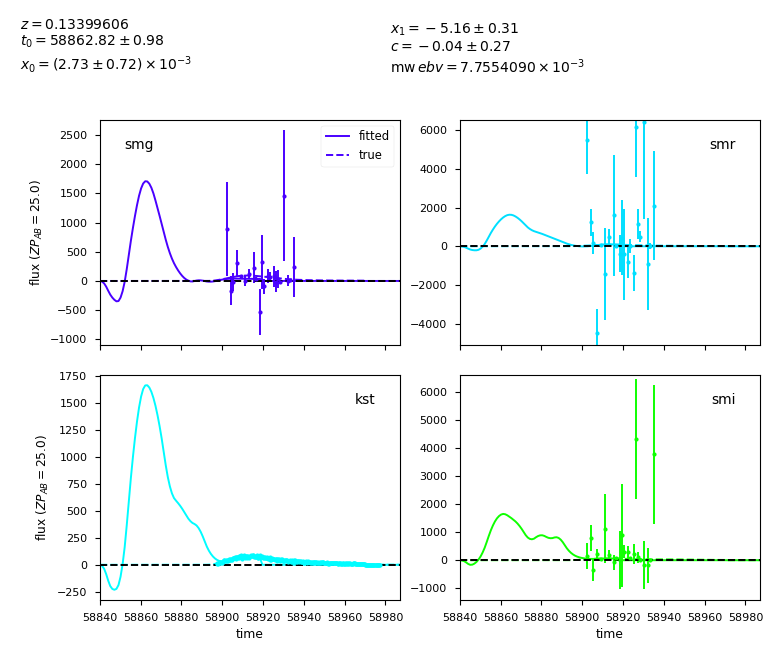 z = 0.13399606
t₀ = 58862.82 ± 0.98
x₀ = (2.73 ± 0.72) × 10⁻³
x₁ = −5.16 ± 0.31
c = −0.04 ± 0.27
mw ebv = 7.7554090 × 10⁻³
smg
fitted
true
2500
2000
1500
1000
500
0
−500
−1000
flux (ZP_AB = 25.0)
smr
6000
4000
2000
0
−2000
−4000
kst
1750
1500
1250
1000
750
500
250
0
−250
flux (ZP_AB = 25.0)
58840 58860 58880 58900 58920 58940 58960 58980
time
smi
6000
5000
4000
3000
2000
1000
0
−1000
58840 58860 58880 58900 58920 58940 58960 58980
time